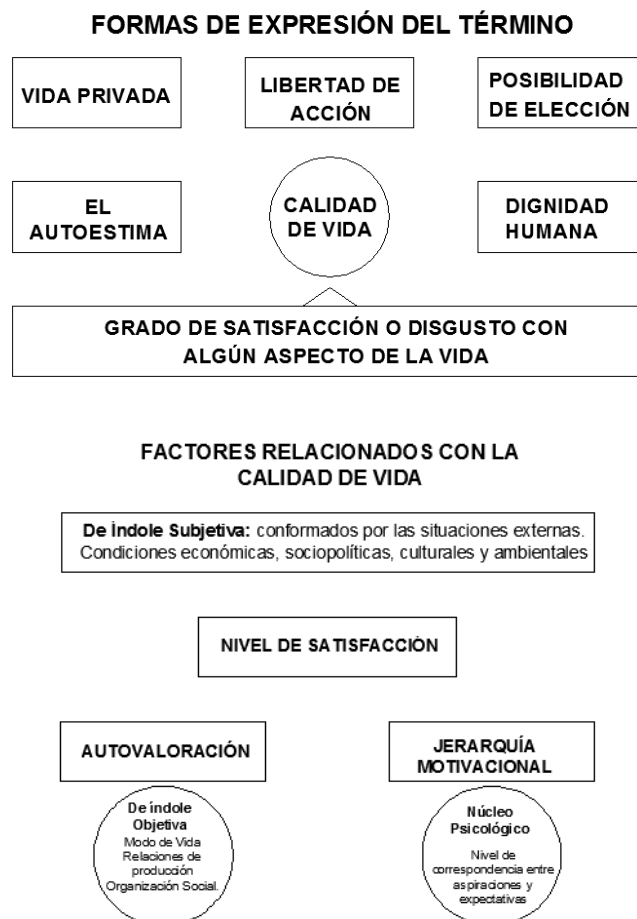 FORMAS DE EXPRESIÓN DEL TÉRMINO
VIDA PRIVADA
LIBERTAD DE
ACCIÓN
POSIBILIDAD
DE ELECCIÓN
EL
AUTOESTIMA
CALIDAD
DE VIDA
DIGNIDAD
HUMANA
GRADO DE SATISFACCIÓN O DISGUSTO CON
ALGÚN ASPECTO DE LA VIDA
FACTORES RELACIONADOS CON LA
CALIDAD DE VIDA
De Índole Subjetiva: conformados por las situaciones externas.
Condiciones económicas, sociopolíticas, culturales y ambientales
NIVEL DE SATISFACCIÓN
AUTOVALORACIÓN
JERARQUÍA
MOTIVACIONAL
De índole
Objetiva
Modo de Vida
Relaciones de
producción
Organización Social.
Núcleo
Psicológico
Nivel de
correspondencia entre
aspiraciones y
expectativas